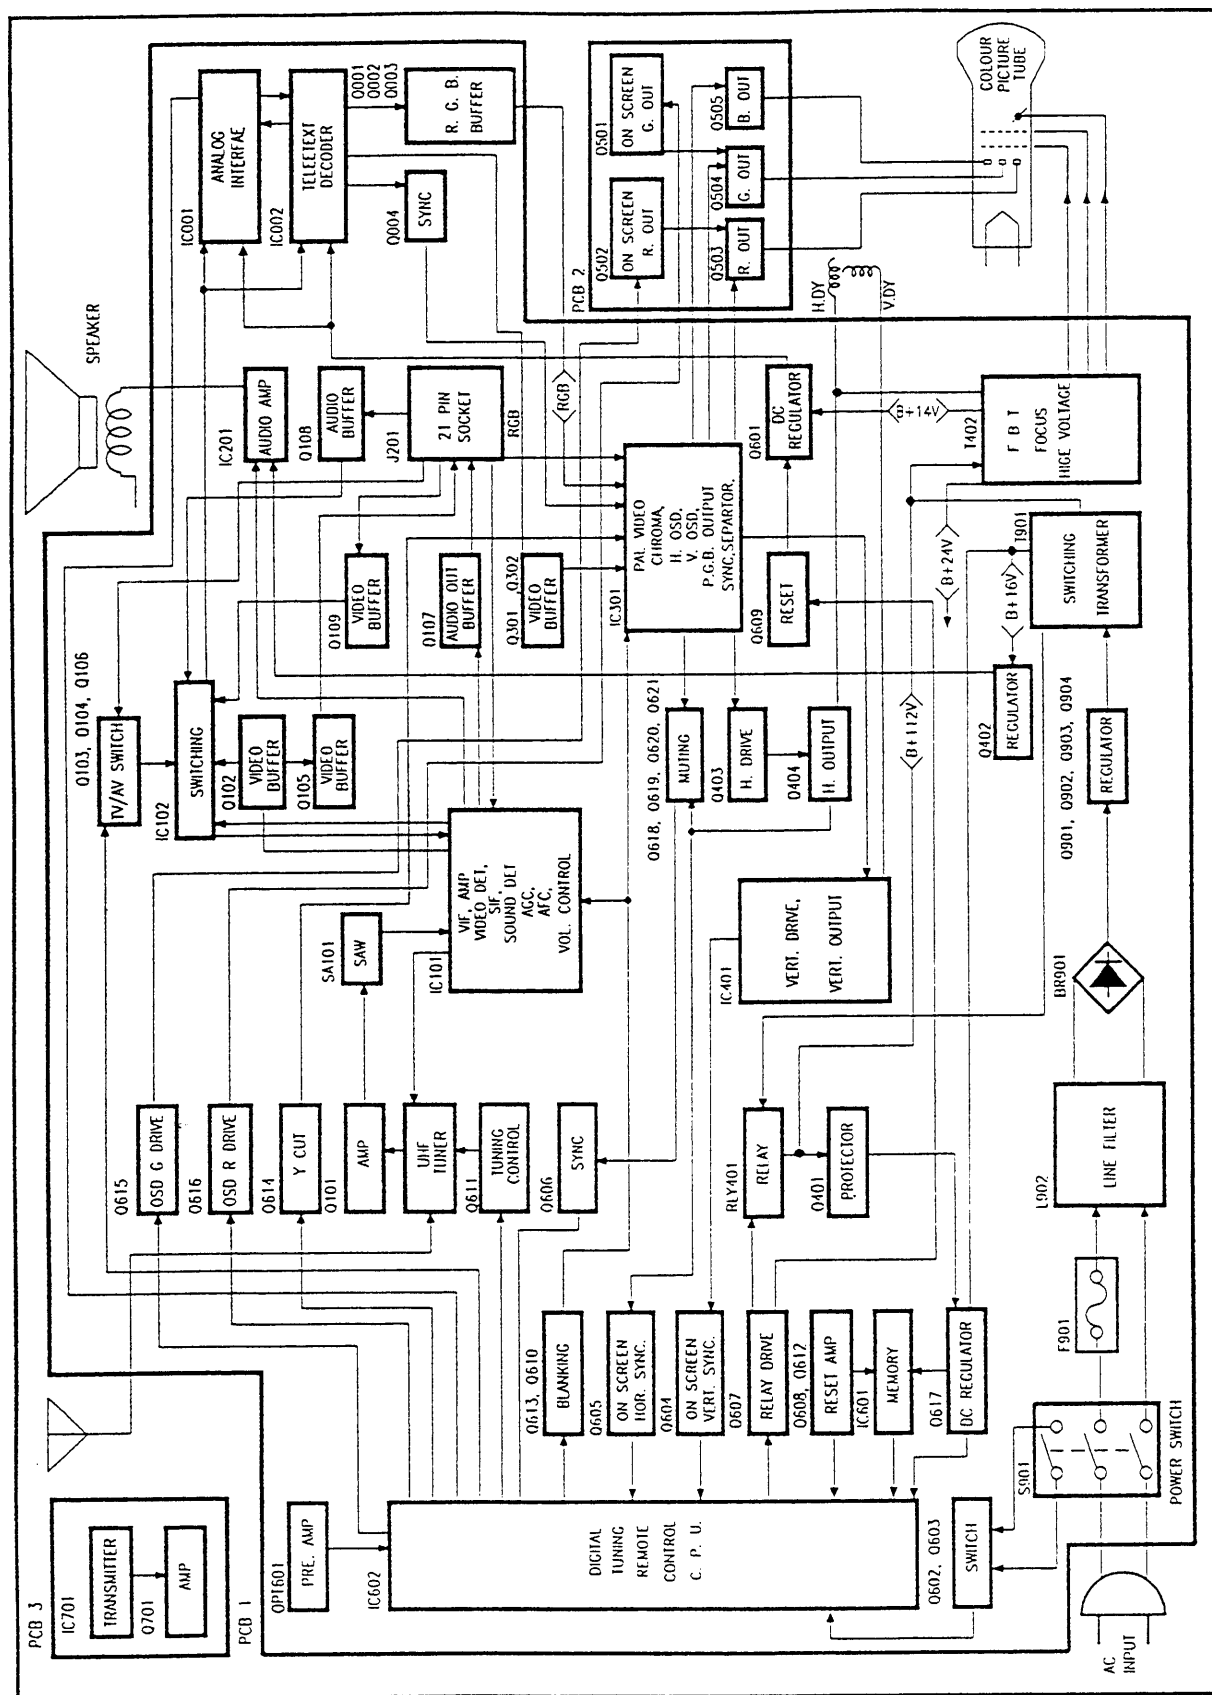 PCB 3
IC701
TRANSMITTER
Q701
AMP
PCB 1
OPT601
PRE. AMP
IC602
DIGITAL
TUNING
REMOTE
CONTROL
C. P. U.
Q602, Q603
SWITCH
AC
INPUT
S901
POWER SWITCH
F901
L902
LINE FILTER
BR901
Q615
OSD G DRIVE
Q616
OSD R DRIVE
Q614
Y CUT
Q101
AMP
UHF
TUNER
Q611
TUNING
CONTROL
Q606
SYNC
Q613, Q610
BLANKING
Q605
ON SCREEN
HOR. SYNC.
Q604
ON SCREEN
VERT. SYNC.
Q607
RELAY DRIVE
Q608, Q612
RESET AMP
IC601
MEMORY
Q617
DC REGULATOR
RLY401
RELAY
Q401
PROTECTOR
SA101
SAW
IC101
VIF, AMP
VIDEO DET,
SIF,
SOUND DET
AGC,
AFC,
VOL. CONTROL
IC401
VERT. DRIVE,
VERT. OUTPUT
Q103, Q104, Q106
TV/AV SWITCH
IC102
SWITCHING
Q102
VIDEO
BUFFER
Q105
VIDEO
BUFFER
Q618, Q619, Q620, Q621
MUTING
Q403
H. DRIVE
Q404
H. OUTPUT
B+112V
Q402
REGULATOR
Q901, Q902, Q903, Q904
REGULATOR
SPEAKER
IC201
AUDIO AMP
Q108
AUDIO
BUFFER
J201
21 PIN
SOCKET
RGB
Q109
VIDEO
BUFFER
Q107
AUDIO OUT
BUFFER
Q301, Q302
VIDEO
BUFFER
RGB
IC301
PAL VIDEO
CHROMA,
H. OSD,
V. OSD,
P.G.B. OUTPUT
SYNC,SEPARTOR,
Q601
DC
REGULATOR
Q609
RESET
B+14V
B+24V
B+16V
T402
F B T
FOCUS
HIGE VOLTAGE
T901
SWITCHING
TRANSFORMER
IC001
ANALOG
INTERFAE
IC002
TELEETEXT
DECODER
Q001
Q002
Q003
R. G. B.
BUFFER
Q004
SYNC
PCB 2
Q501
ON SCREEN
G. OUT
Q502
ON SCREEN
R. OUT
Q505
B. OUT
Q504
G. OUT
Q503
R. OUT
H.DY
V.DY
COLOUR
PICTURE
TUBE